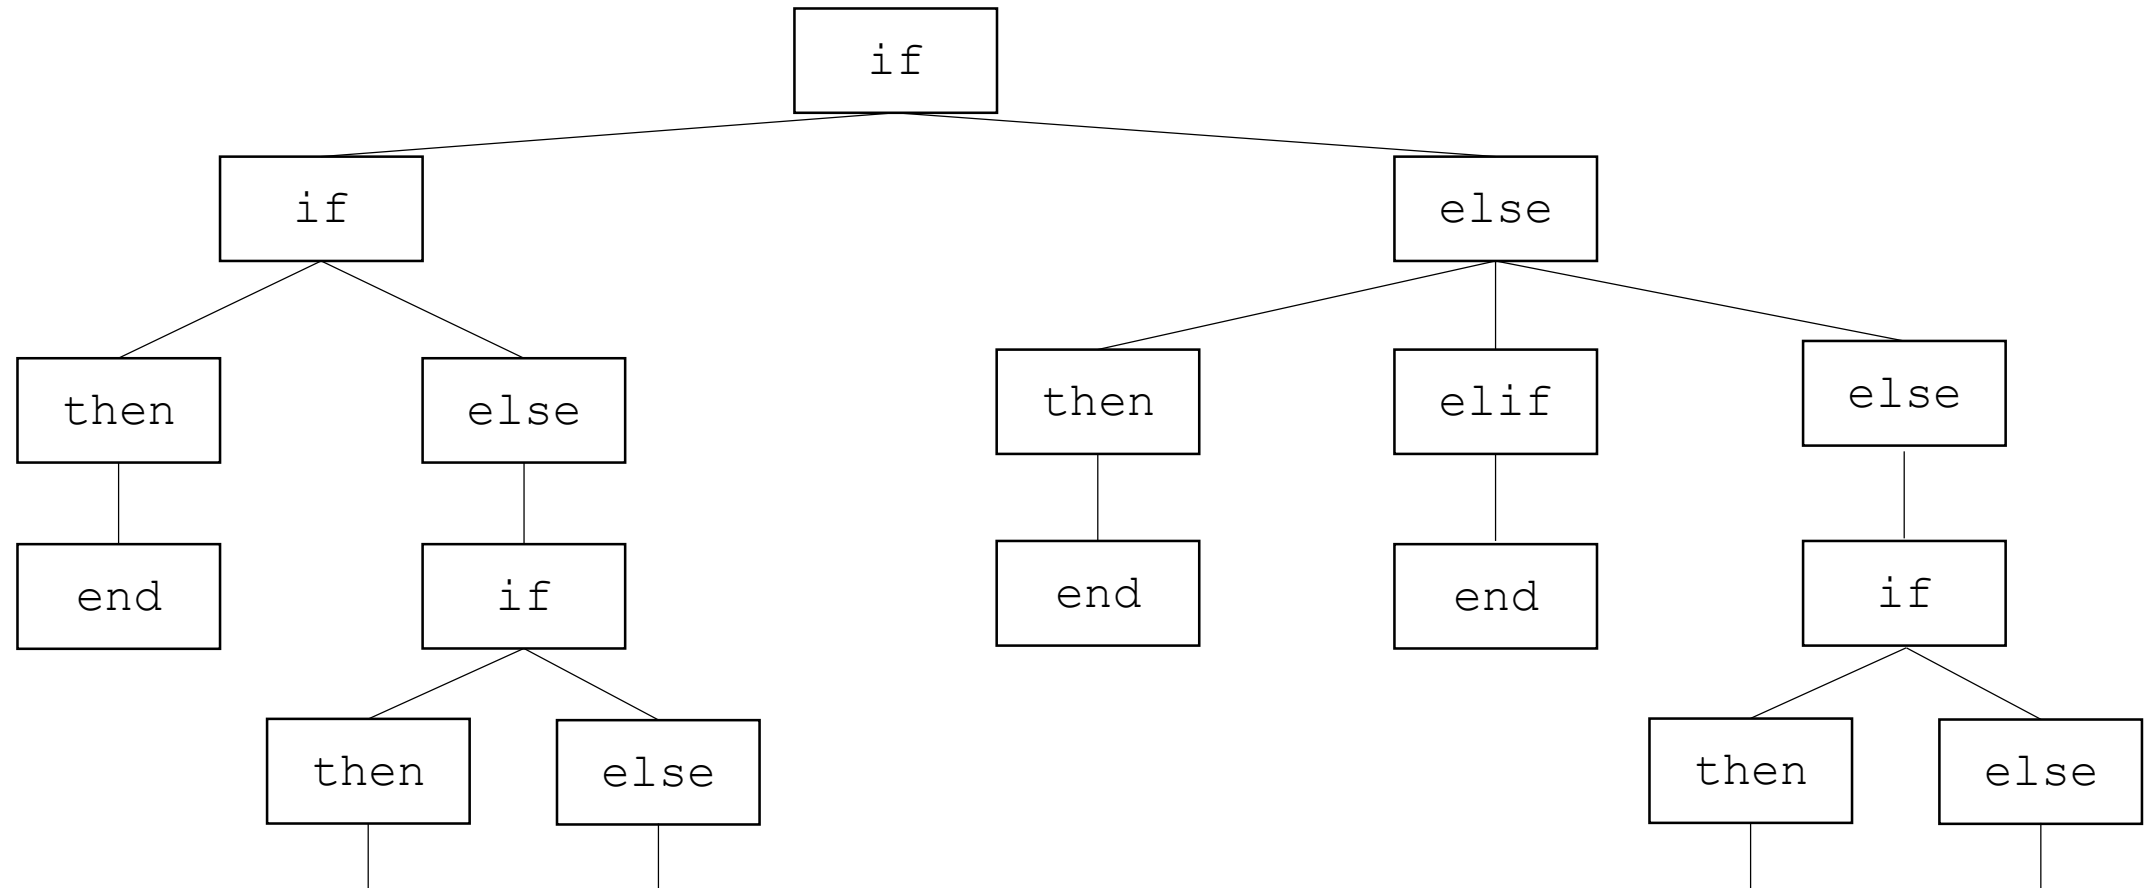 if
if else
then else then elif else
end if end end if
then else then else